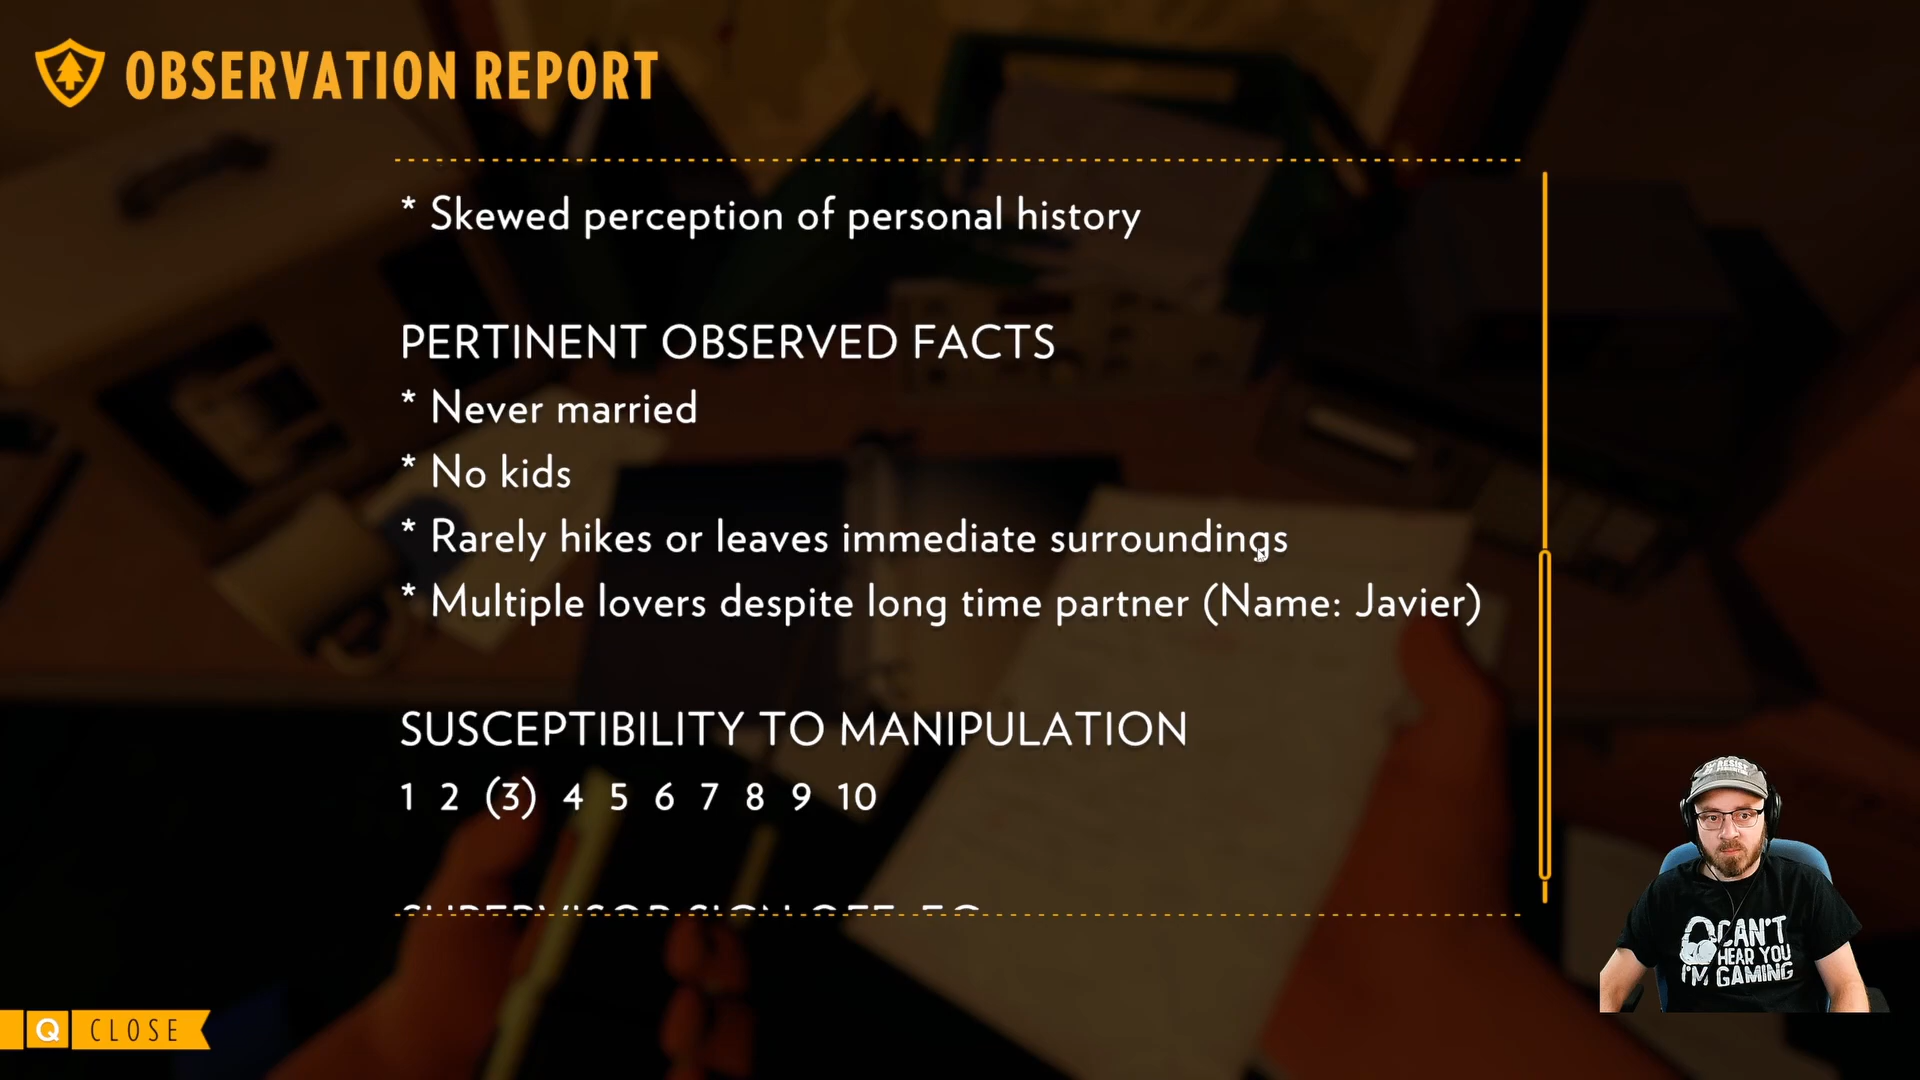 OBSERVATION REPORT
* Skewed perception of personal history
PERTINENT OBSERVED FACTS
* Never married
* No kids
* Rarely hikes or leaves immediate surroundings
* Multiple lovers despite long time partner (Name: Javier)
SUSCEPTIBILITY TO MANIPULATION
1 2 (3) 4 5 6 7 8 9 10
Q CLOSE
CAN'T
HEAR YOU
I'M GAMING